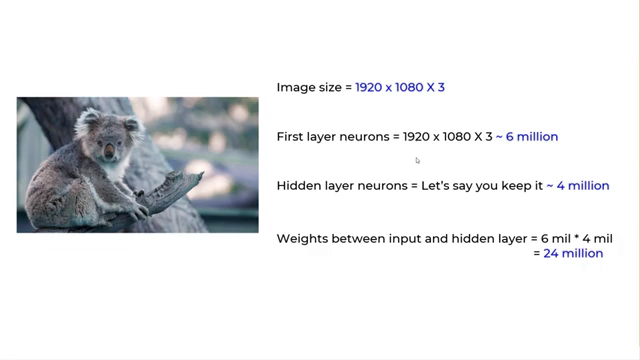 Image size = 1920 x 1080 X 3
First layer neurons = 1920 x 1080 X 3 ~ 6 million
Hidden layer neurons = Let's say you keep it ~ 4 million
Weights between input and hidden layer = 6 mil * 4 mil
= 24 million